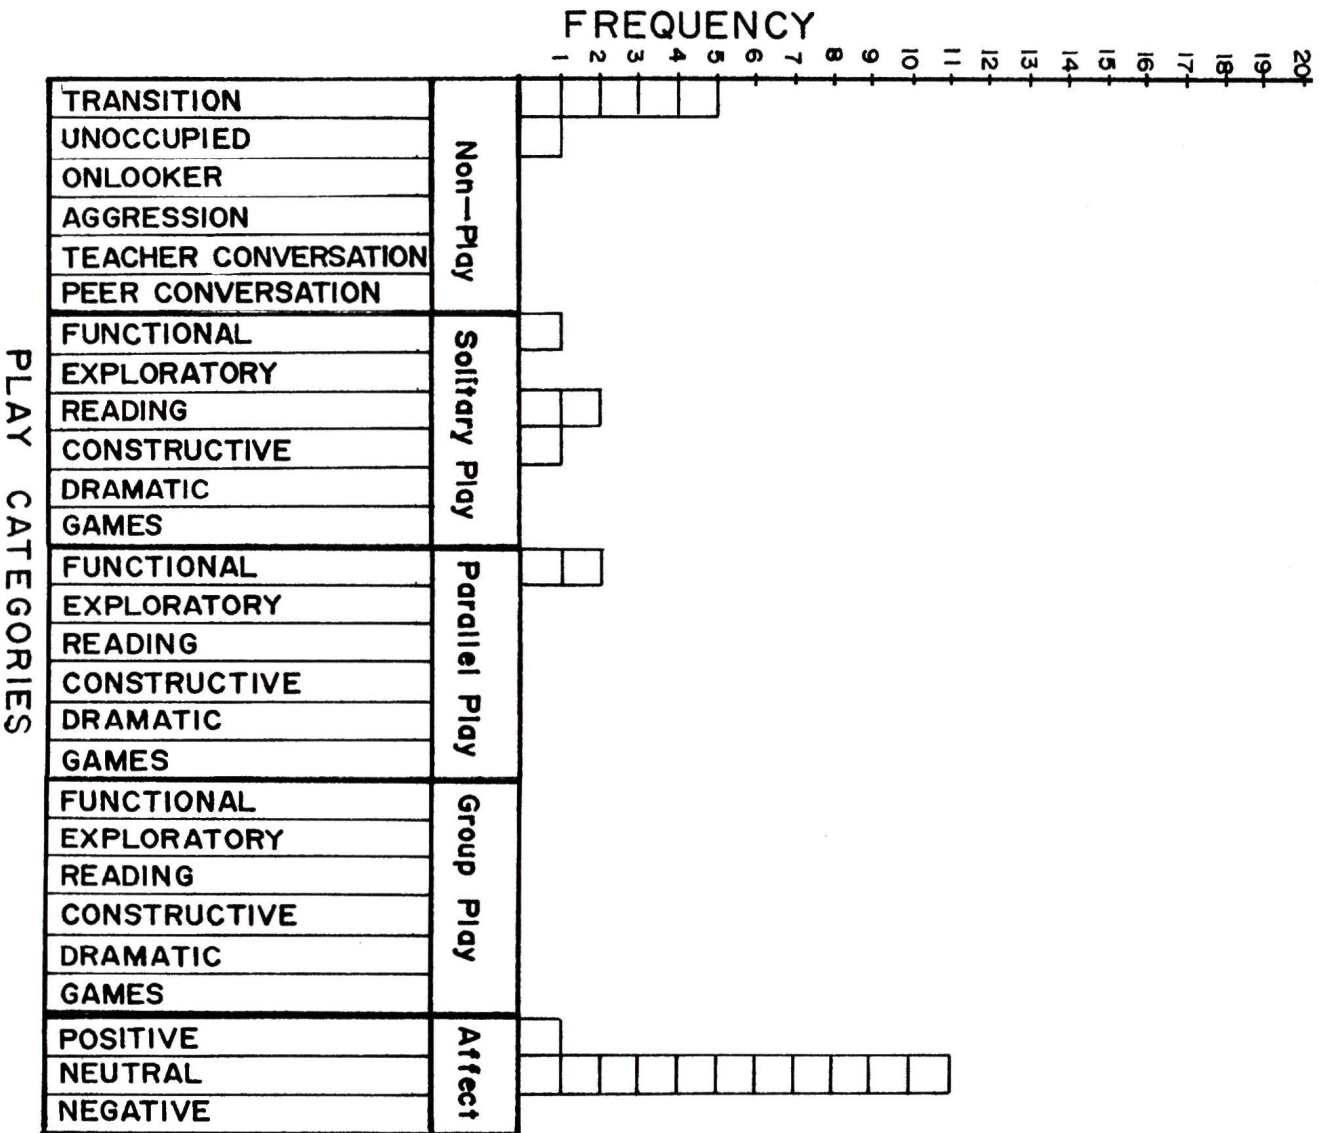 FREQUENCY
1 2 3 4 5 6 7 8 9 10 11 12 13 14 15 16 17 18 19 20
PLAY CATEGORIES
Non-Play
TRANSITION
UNOCCUPIED
ONLOOKER
AGGRESSION
TEACHER CONVERSATION
PEER CONVERSATION
Solitary Play
FUNCTIONAL
EXPLORATORY
READING
CONSTRUCTIVE
DRAMATIC
GAMES
Parallel Play
FUNCTIONAL
EXPLORATORY
READING
CONSTRUCTIVE
DRAMATIC
GAMES
Group Play
FUNCTIONAL
EXPLORATORY
READING
CONSTRUCTIVE
DRAMATIC
GAMES
Affect
POSITIVE
NEUTRAL
NEGATIVE